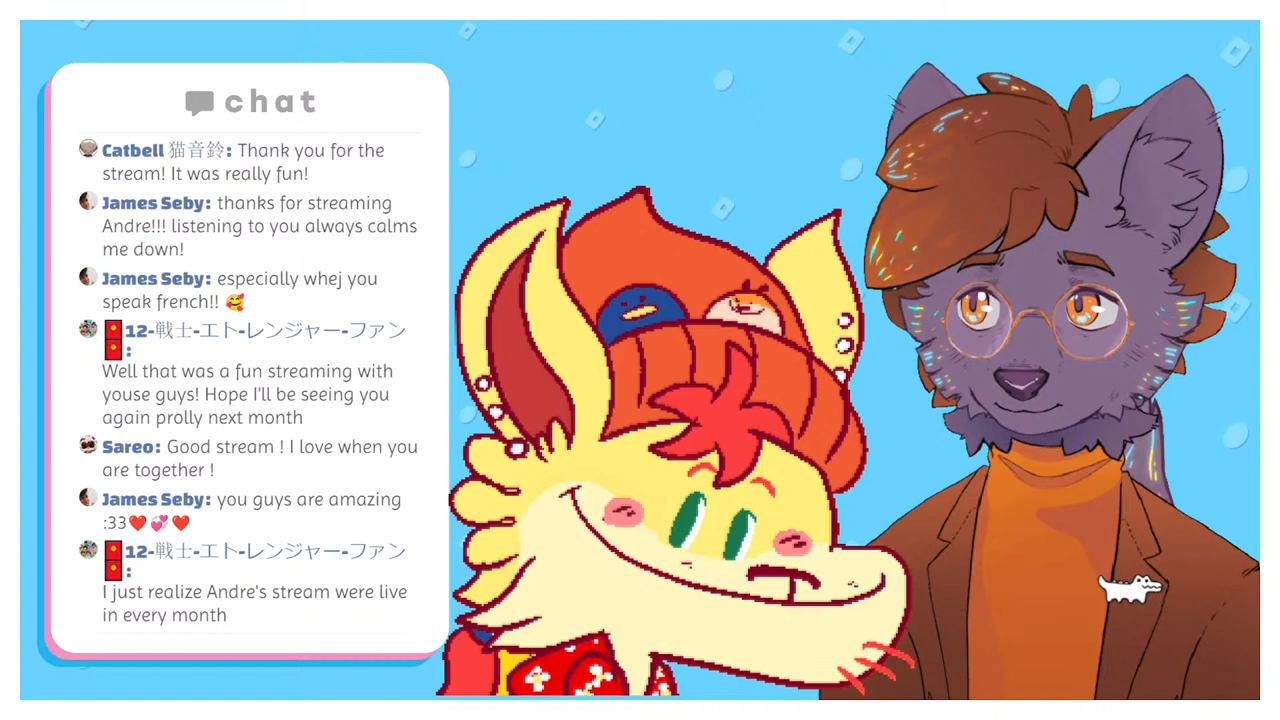 chat
Catbell 猫音鈴: Thank you for the
stream! It was really fun!
James Seby: thanks for streaming
Andre!!! listening to you always calms
me down!
James Seby: especially whej you
speak french!! 🥰
12-戦士-エト-レンジャー-ファン
:
Well that was a fun streaming with
youse guys! Hope I'll be seeing you
again prolly next month
Sareo: Good stream ! I love when you
are together !
James Seby: you guys are amazing
:33❤️💞❤️
12-戦士-エト-レンジャー-ファン
:
I just realize Andre's stream were live
in every month